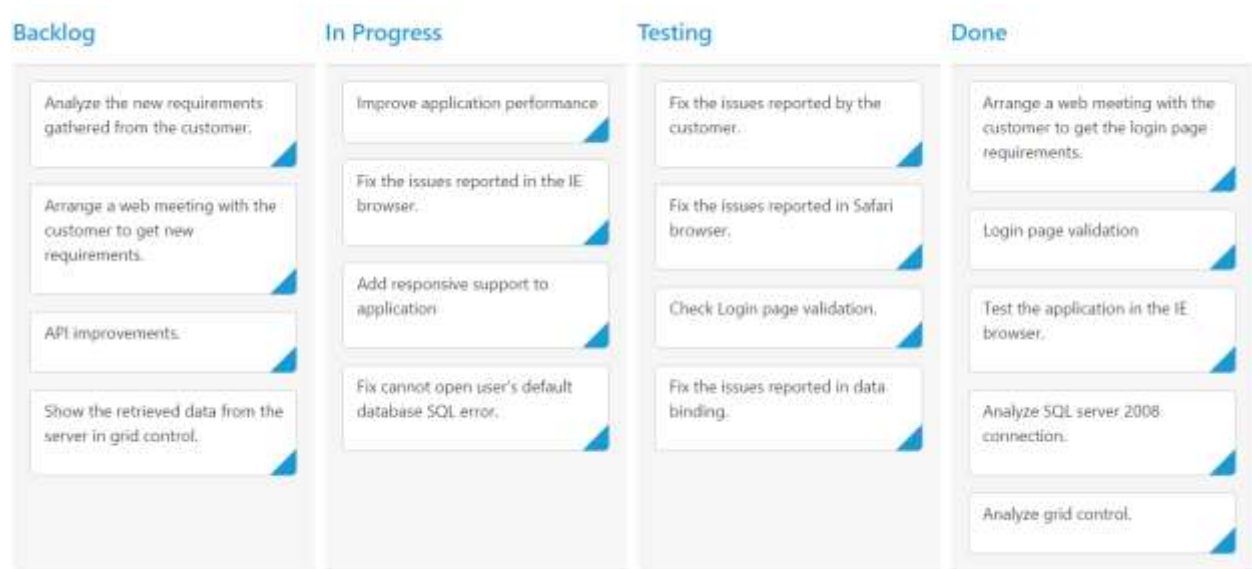 Backlog
Analyze the new requirements
gathered from the customer.
Arrange a web meeting with the
customer to get new
requirements.
API improvements.
Show the retrieved data from the
server in grid control.
In Progress
Improve application performance
Fix the issues reported in the IE
browser.
Add responsive support to
application
Fix cannot open user's default
database SQL error.
Testing
Fix the issues reported by the
customer.
Fix the issues reported in Safari
browser.
Check Login page validation.
Fix the issues reported in data
binding.
Done
Arrange a web meeting with the
customer to get the login page
requirements.
Login page validation
Test the application in the IE
browser.
Analyze SQL server 2008
connection.
Analyze grid control.